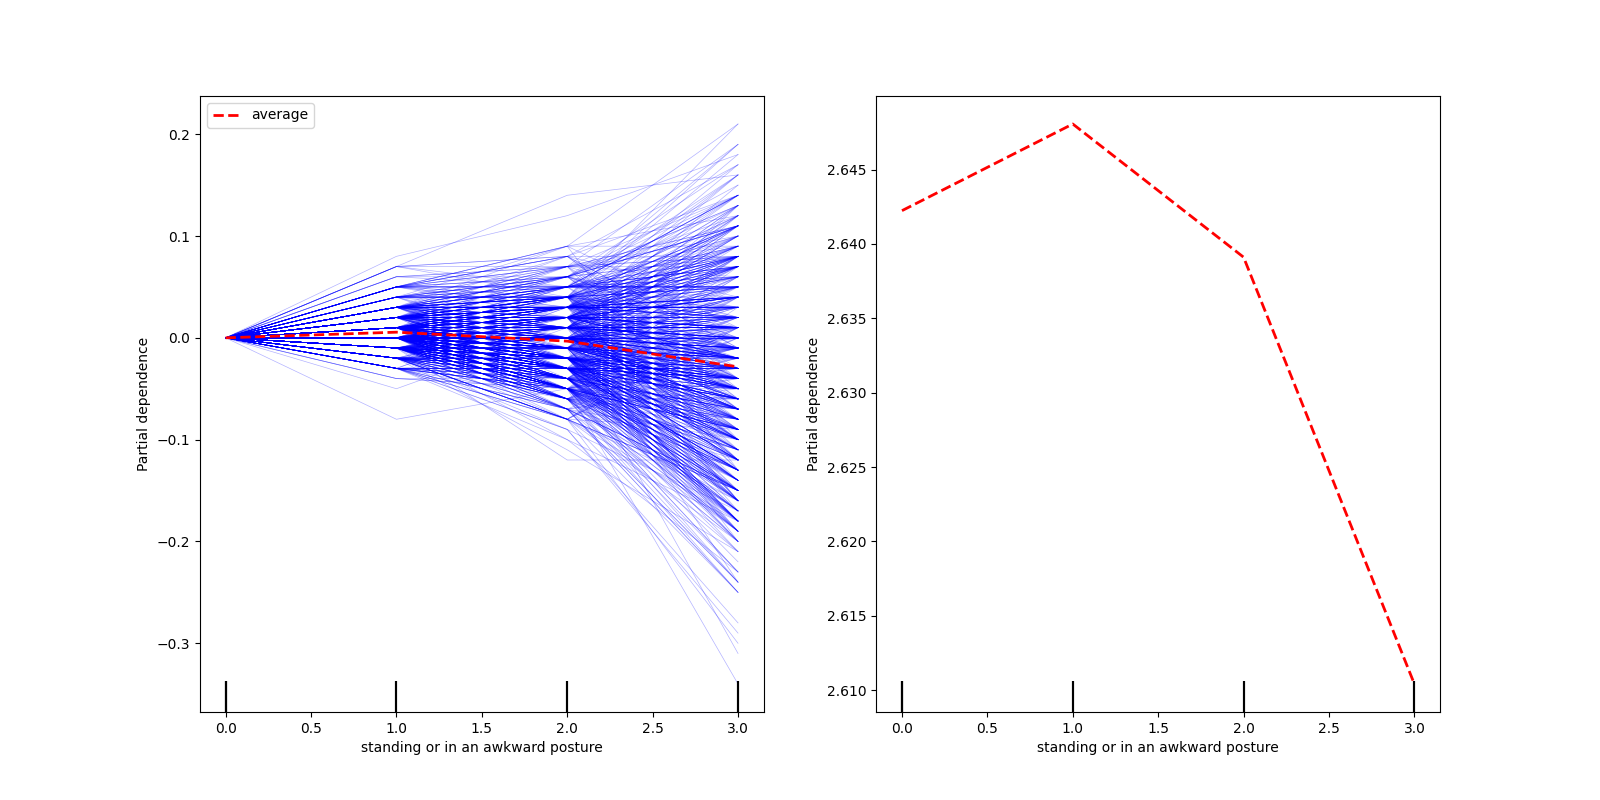 average
0.2
0.1
0.0
−0.1
−0.2
−0.3
Partial dependence
0.0 0.5 1.0 1.5 2.0 2.5 3.0
standing or in an awkward posture
2.645
2.640
2.635
2.630
2.625
2.620
2.615
2.610
Partial dependence
0.0 0.5 1.0 1.5 2.0 2.5 3.0
standing or in an awkward posture